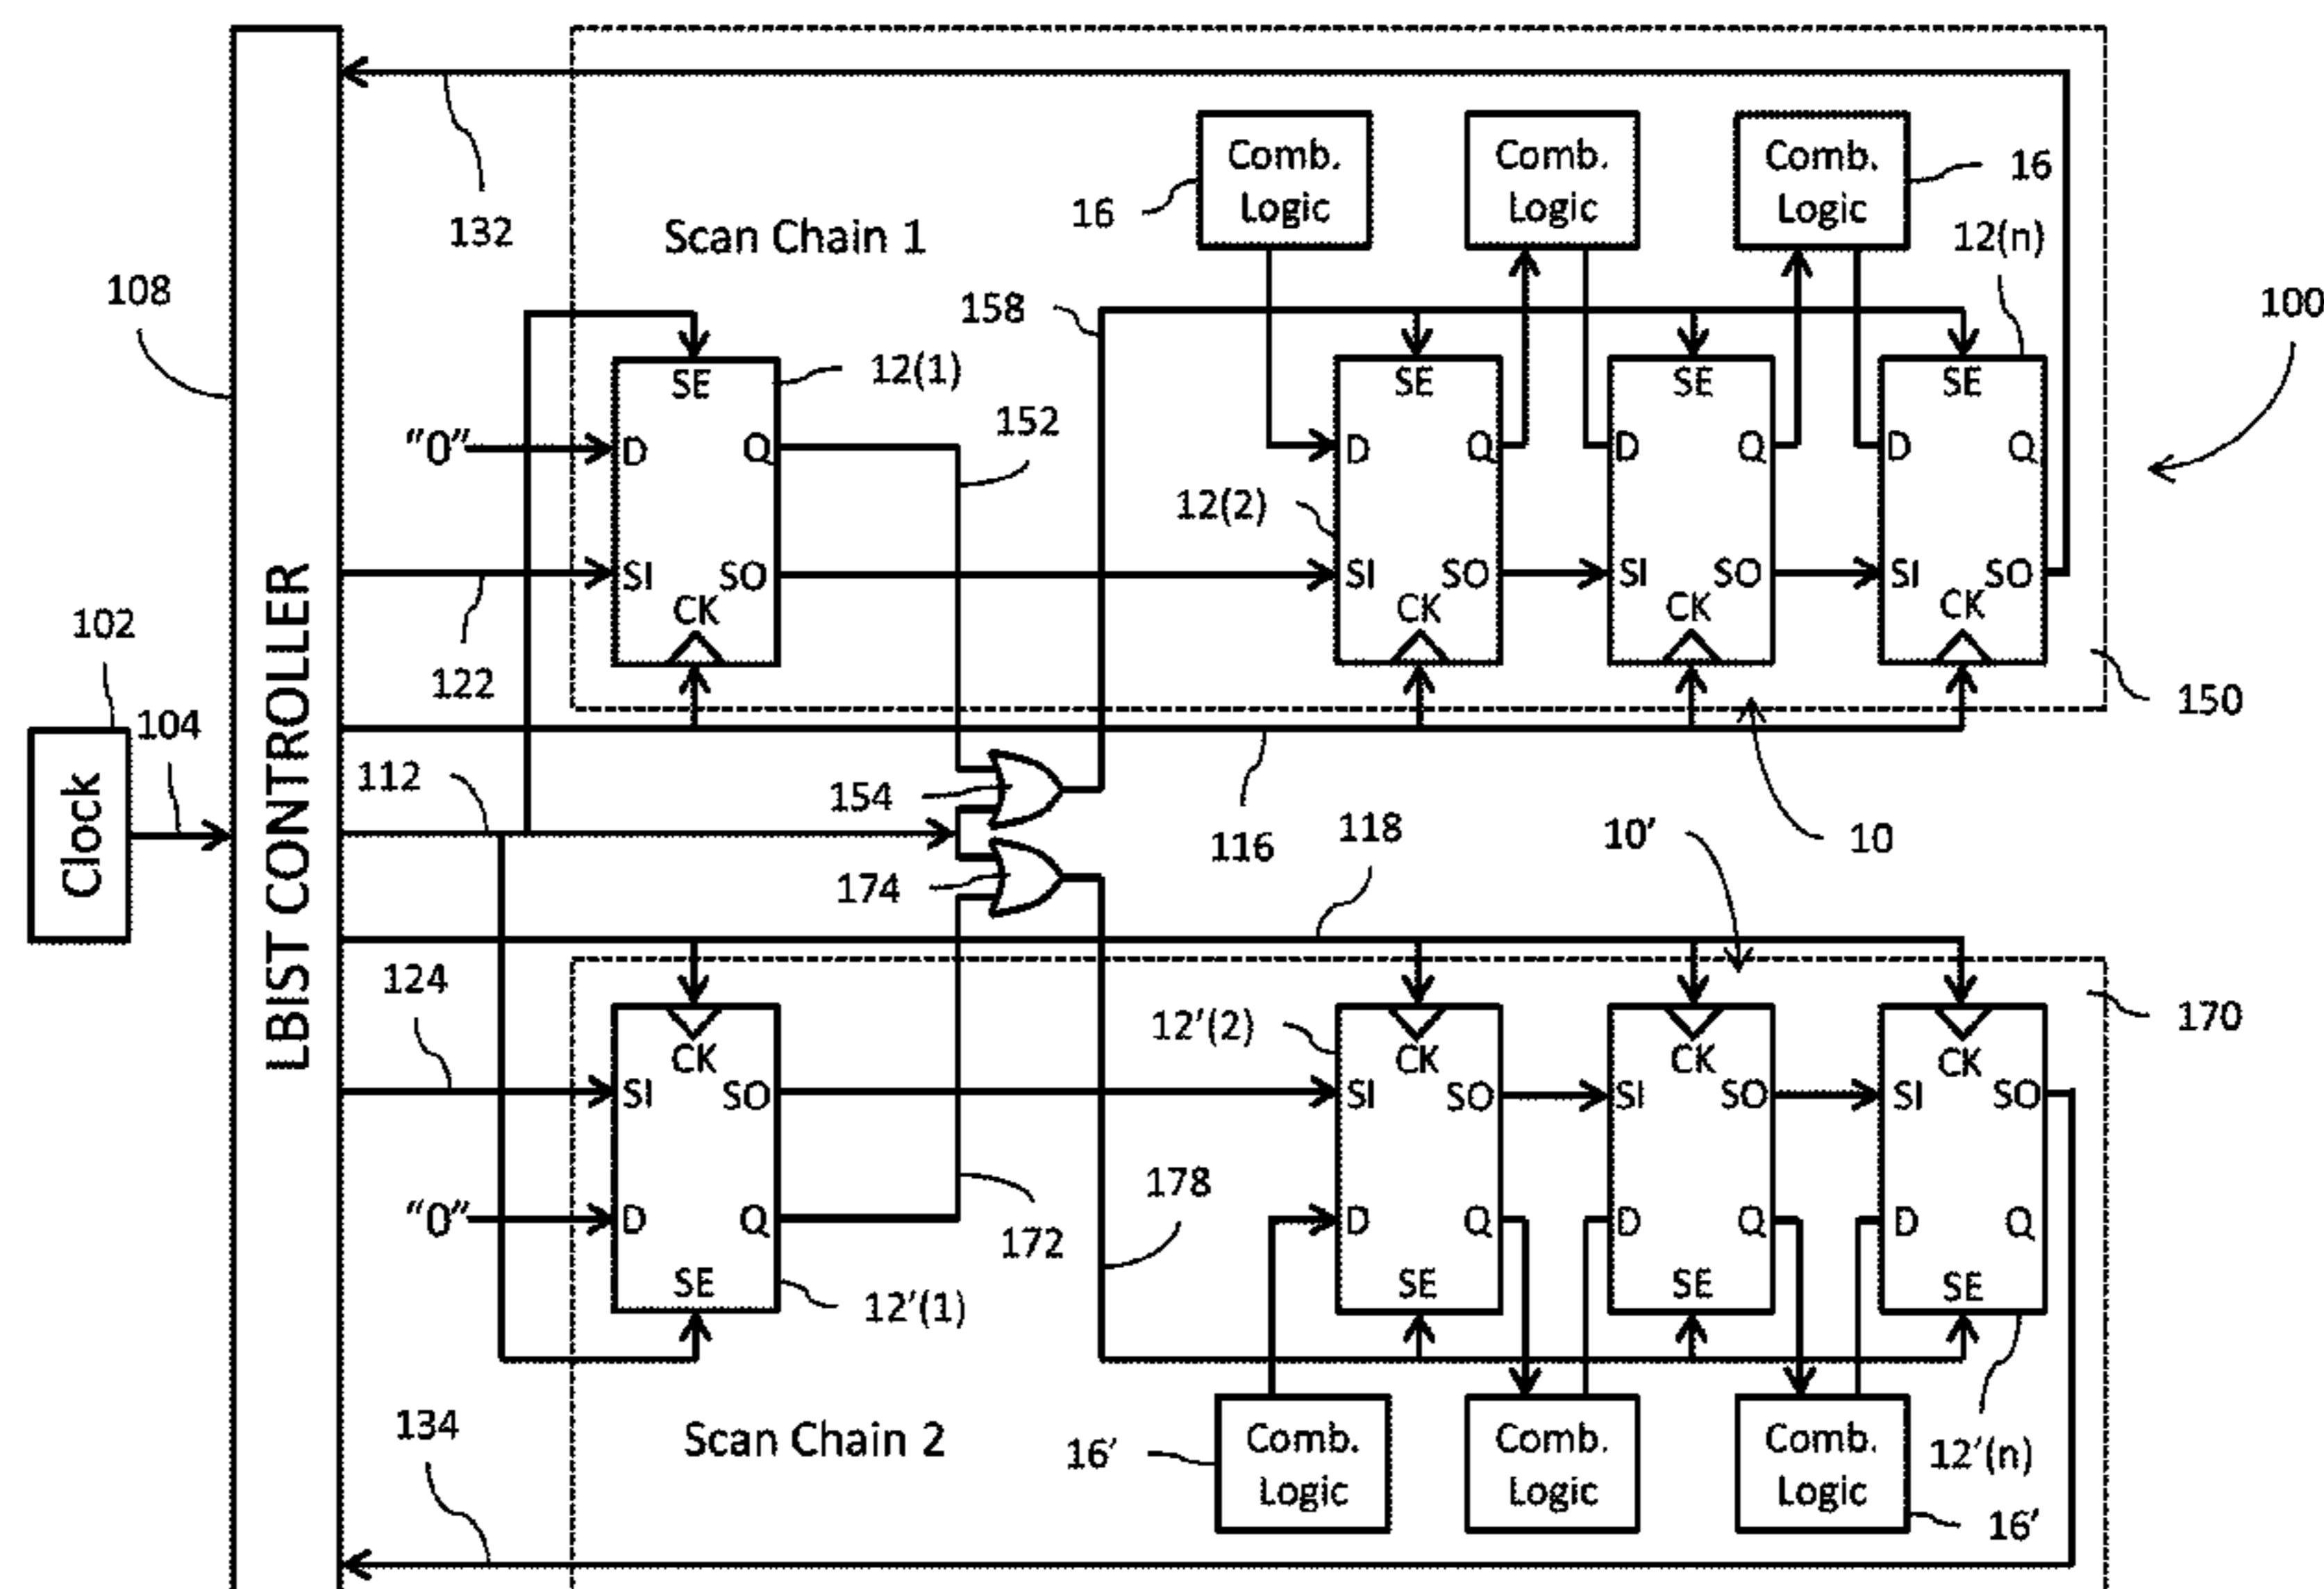 132
Comb.
Logic
Comb.
Logic
Comb.
Logic
16
16
12(n)
Scan Chain 1
108
158
100
SE
12(1)
SE
SE
SE
152
"0"
D
Q
D
Q
D
Q
D
Q
12(2)
SI
SO
SI
SO
SI
SO
SI
SO
CK
CK
CK
CK
102
122
150
104
LBIST CONTROLLER
Clock
112
154
116
118
10'
10
174
124
170
12'(2)
CK
CK
CK
CK
SI
SO
SI
SO
SI
SO
SI
SO
178
"0"
D
Q
172
D
Q
D
Q
D
Q
SE
12'(1)
SE
SE
SE
134
Scan Chain 2
16'
Comb.
Logic
Comb.
Logic
Comb.
Logic
12'(n)
16'